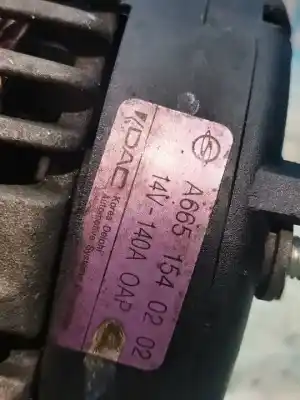 A665 154 02 02
14V-140A OAP
KDAC
Korea Delphi
Automotive Systems